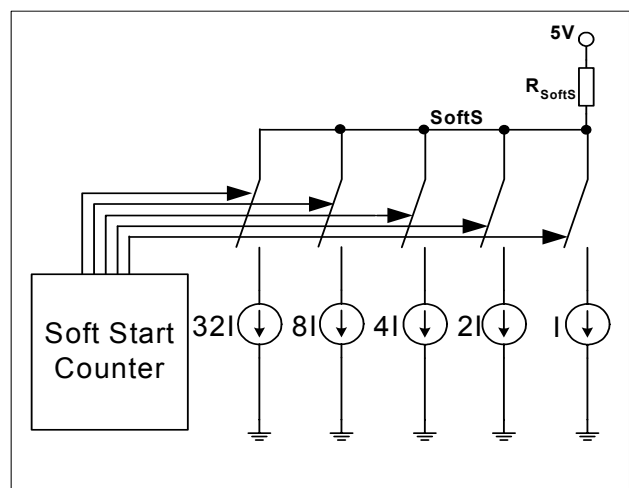 5V
R_SoftS
SoftS
Soft Start
Counter
32I
8I
4I
2I
I